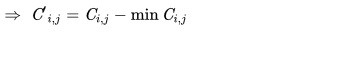 ⇒ C′i,j = Ci,j − min Ci,j